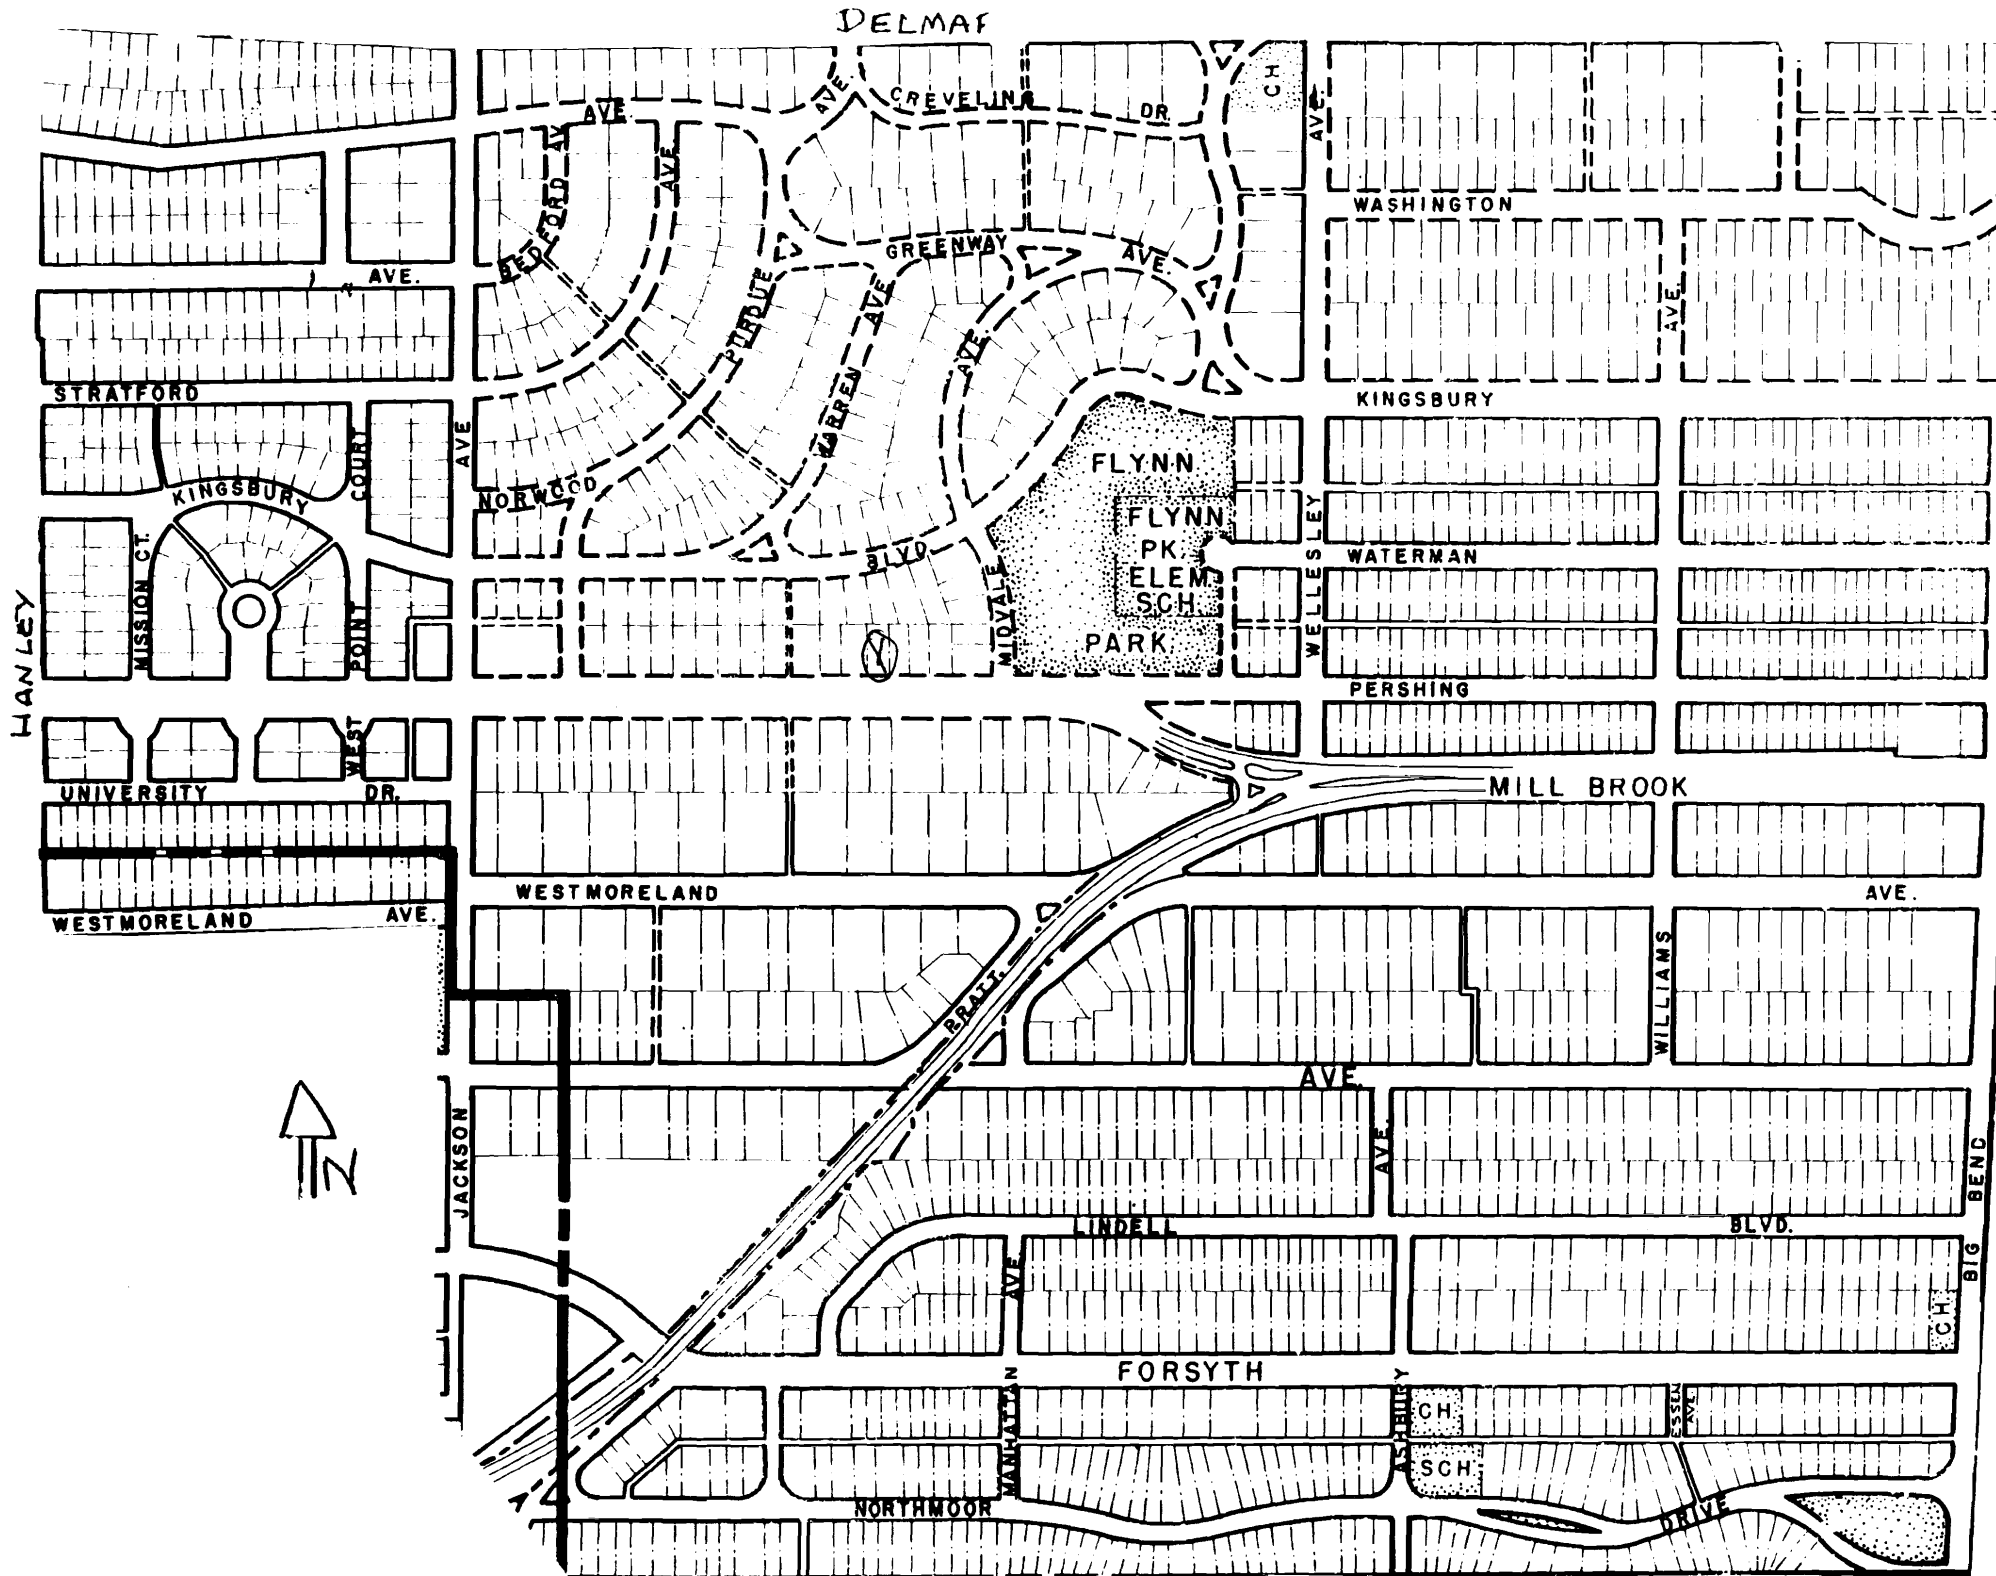 DELMAR
AVE.
CREVELING
DR.
CH
AVE.
AVE.
BEDFORD AV
AVE.
WASHINGTON
GREENWAY
AVE.
AVE.
PURDUE
WARREN AVE
AVE.
AVE.
STRATFORD
KINGSBURY
COURT
AVE
KINGSBURY
NORWOOD
FLYNN
FLYNN
PK.
ELEM
SCH.
PARK
WELLESLEY
WATERMAN
BLVD
MIDVALE
HANLEY
MISSION CT.
POINT
PERSHING
WEST
UNIVERSITY
DR.
MILL BROOK
WESTMORELAND
AVE.
WESTMORELAND
AVE.
WILLIAMS
PRATT.
N
AVE.
JACKSON
AVE.
BIG BEND
LINDELL
BLVD.
AVE
CH
FORSYTH
MANHATTAN
ASHBURY
CH
ESSEN AVE
SCH
NORTHMOOR
DRIVE